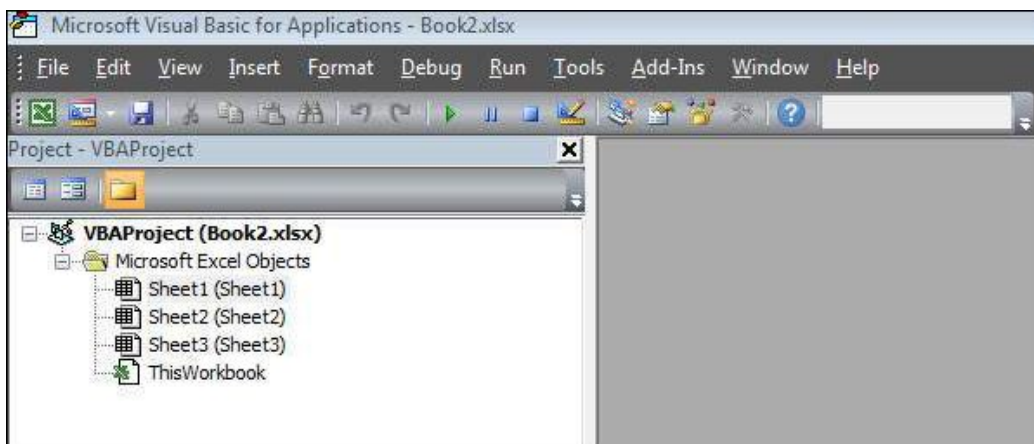 Microsoft Visual Basic for Applications - Book2.xlsx
File Edit View Insert Format Debug Run Tools Add-Ins Window Help
Project - VBAProject
VBAProject (Book2.xlsx)
Microsoft Excel Objects
Sheet1 (Sheet1)
Sheet2 (Sheet2)
Sheet3 (Sheet3)
ThisWorkbook